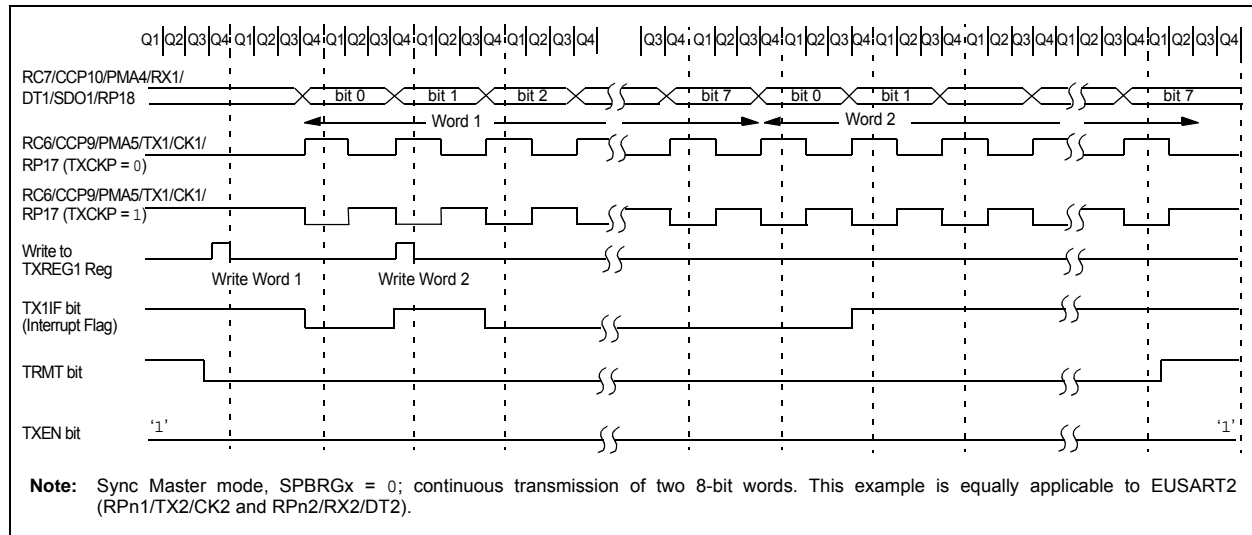 Q1 Q2 Q3 Q4 Q1 Q2 Q3 Q4 Q1 Q2 Q3 Q4 Q1 Q2 Q3 Q4 Q1 Q2 Q3 Q4 Q3 Q4 Q1 Q2 Q3 Q4 Q1 Q2 Q3 Q4 Q1 Q2 Q3 Q4 Q1 Q2 Q3 Q4 Q1 Q2 Q3 Q4 Q1 Q2 Q3 Q4
RC7/CCP10/PMA4/RX1/
DT1/SDO1/RP18
bit 0 bit 1 bit 2 bit 7 bit 0 bit 1 bit 7
Word 1 Word 2
RC6/CCP9/PMA5/TX1/CK1/
RP17 (TXCKP = 0)
RC6/CCP9/PMA5/TX1/CK1/
RP17 (TXCKP = 1)
Write to
TXREG1 Reg
Write Word 1 Write Word 2
TX1IF bit
(Interrupt Flag)
TRMT bit
TXEN bit
‘1’ ‘1’
Note: Sync Master mode, SPBRGx = 0; continuous transmission of two 8-bit words. This example is equally applicable to EUSART2
(RPn1/TX2/CK2 and RPn2/RX2/DT2).